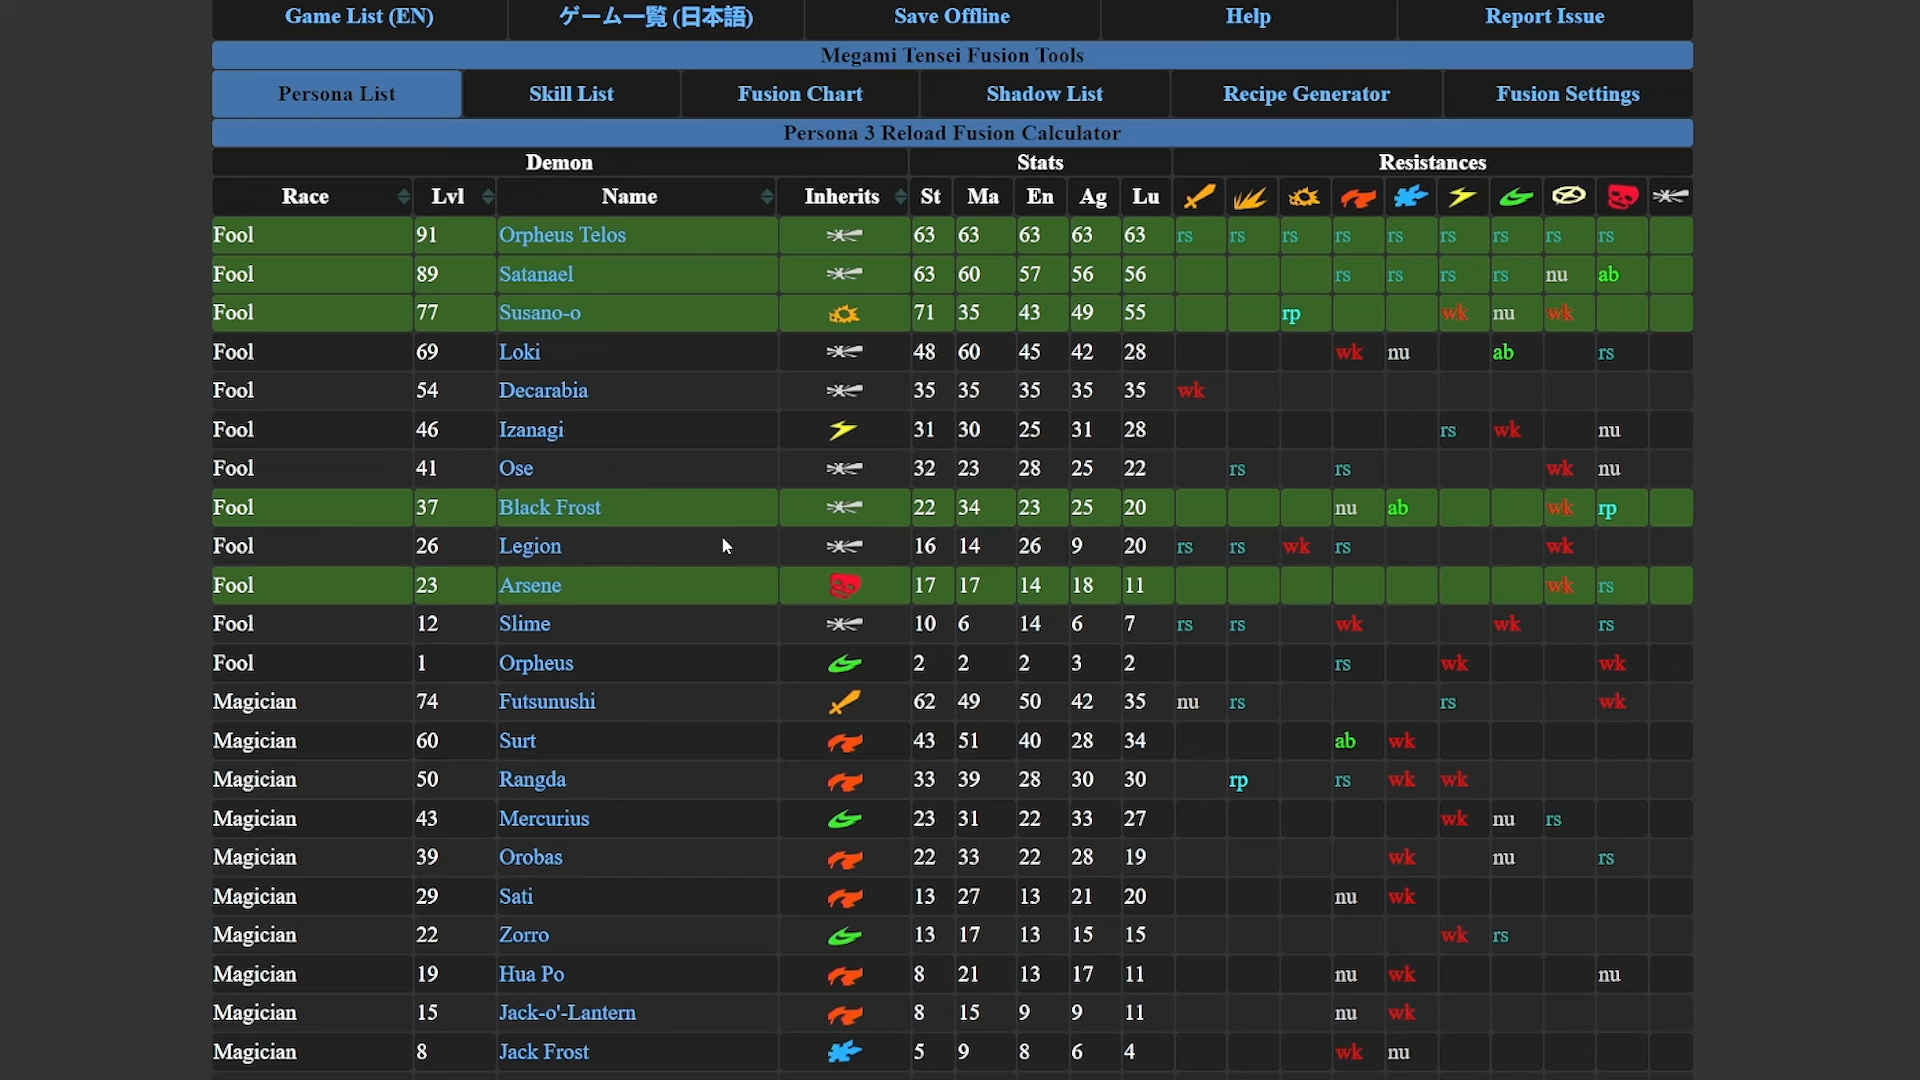 Game List (EN) ゲーム一覧 (日本語) Save Offline Help Report Issue
Megami Tensei Fusion Tools
Persona List Skill List Fusion Chart Shadow List Recipe Generator Fusion Settings
Persona 3 Reload Fusion Calculator
Demon Stats Resistances
Race Lvl Name Inherits St Ma En Ag Lu
Fool 91 Orpheus Telos 63 63 63 63 63 rs rs rs rs rs rs rs rs rs
Fool 89 Satanael 63 60 57 56 56 rs rs rs rs nu ab
Fool 77 Susano-o 71 35 43 49 55 rp wk nu wk
Fool 69 Loki 48 60 45 42 28 wk nu ab rs
Fool 54 Decarabia 35 35 35 35 35 wk
Fool 46 Izanagi 31 30 25 31 28 rs wk nu
Fool 41 Ose 32 23 28 25 22 rs rs wk nu
Fool 37 Black Frost 22 34 23 25 20 nu ab wk rp
Fool 26 Legion 16 14 26 9 20 rs rs wk rs wk
Fool 23 Arsene 17 17 14 18 11 wk rs
Fool 12 Slime 10 6 14 6 7 rs rs wk wk rs
Fool 1 Orpheus 2 2 2 3 2 rs wk wk
Magician 74 Futsunushi 62 49 50 42 35 nu rs rs wk
Magician 60 Surt 43 51 40 28 34 ab wk
Magician 50 Rangda 33 39 28 30 30 rp rs wk wk
Magician 43 Mercurius 23 31 22 33 27 wk nu rs
Magician 39 Orobas 22 33 22 28 19 wk nu rs
Magician 29 Sati 13 27 13 21 20 nu wk
Magician 22 Zorro 13 17 13 15 15 wk rs
Magician 19 Hua Po 8 21 13 17 11 nu wk nu
Magician 15 Jack-o'-Lantern 8 15 9 9 11 nu wk
Magician 8 Jack Frost 5 9 8 6 4 wk nu